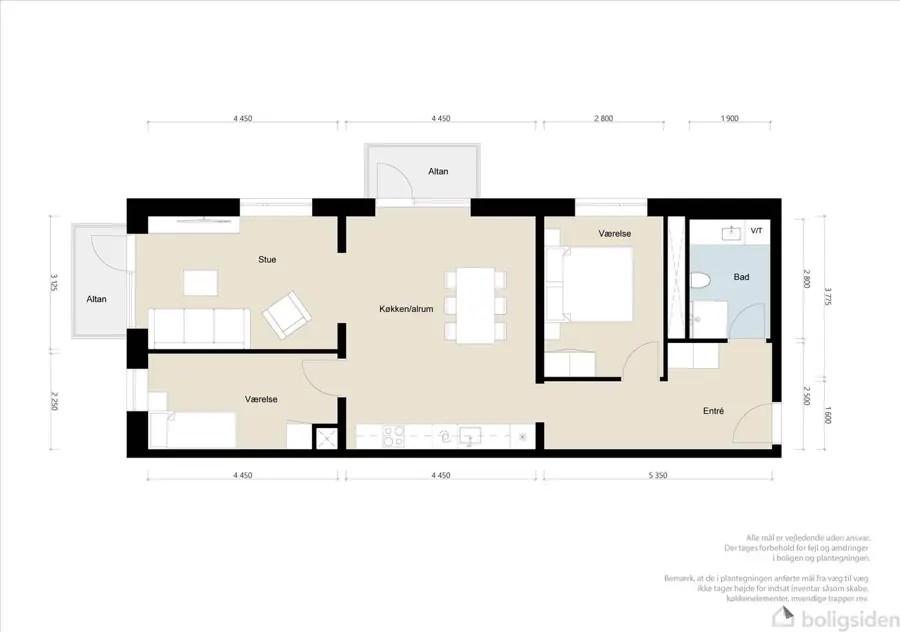 4 450
4 450
2 800
1 900
Altan
Værelse
V/T
Stue
Bad
3 125
2 800
3 775
Altan
Køkken/alrum
Værelse
2 250
2 500
1 600
Entré
4 450
4 450
5 350
Alle mål er vejledende uden ansvar.
Der tages forbehold for fejl og ændringer
i boligen og plantegningen.
Bemærk, at de i plantegningen anførte mål fra væg til væg
ikke tager højde for indsat inventar såsom skabe,
køkkenelementer, invendige trapper mv.
boligsiden